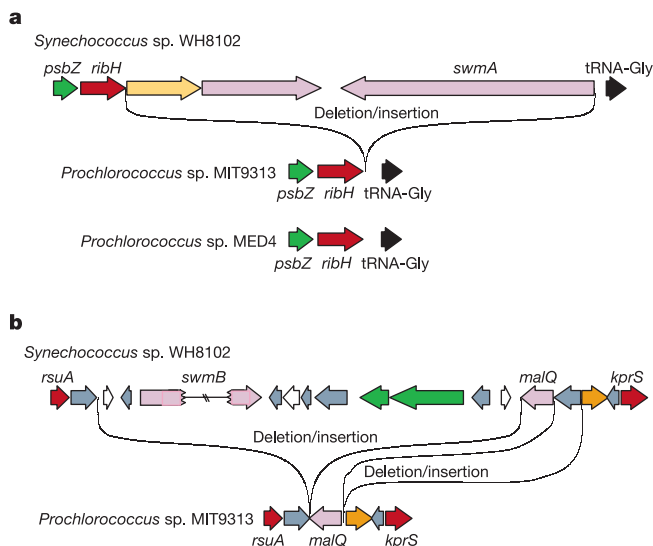 a
Synechococcus sp. WH8102
psbZ ribH swmA tRNA-Gly
Deletion/insertion
Prochlorococcus sp. MIT9313
psbZ ribH tRNA-Gly
Prochlorococcus sp. MED4
psbZ ribH tRNA-Gly
b
Synechococcus sp. WH8102
rsuA swmB malQ kprS
Deletion/insertion
Deletion/insertion
Prochlorococcus sp. MIT9313
rsuA malQ kprS